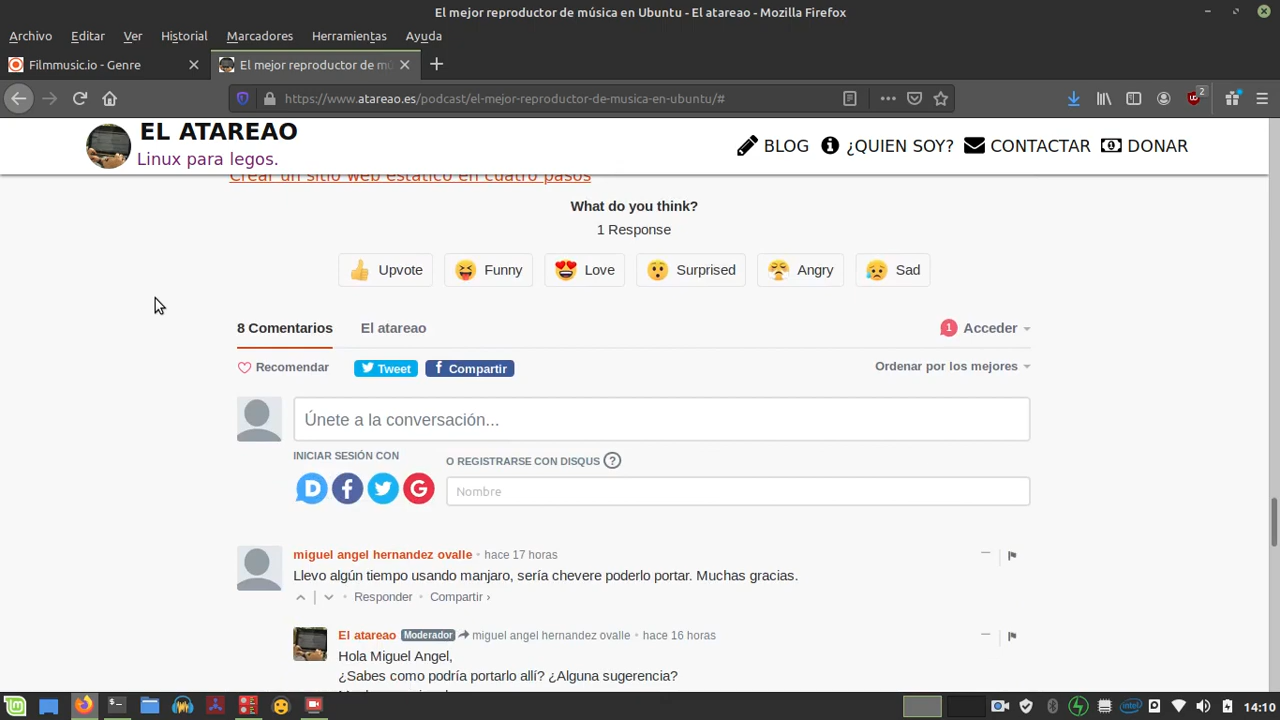 El mejor reproductor de música en Ubuntu - El atareao - Mozilla Firefox
Archivo Editar Ver Historial Marcadores Herramientas Ayuda
Filmmusic.io - Genre
El mejor reproductor de mú
https://www.atareao.es/podcast/el-mejor-reproductor-de-musica-en-ubuntu/#
2
EL ATAREAO
Linux para legos.
BLOG ¿QUIEN SOY? CONTACTAR DONAR
Crear un sitio web estático en cuatro pasos
What do you think?
1 Response
Upvote Funny Love Surprised Angry Sad
8 Comentarios El atareao 1 Acceder
Recomendar Tweet Compartir Ordenar por los mejores
Únete a la conversación...
INICIAR SESIÓN CON
O REGISTRARSE CON DISQUS ?
Nombre
miguel angel hernandez ovalle • hace 17 horas
Llevo algún tiempo usando manjaro, sería chevere poderlo portar. Muchas gracias.
Responder • Compartir ›
El atareao Moderador miguel angel hernandez ovalle • hace 16 horas
Hola Miguel Angel,
¿Sabes como podría portarlo allí? ¿Alguna sugerencia?
14:10